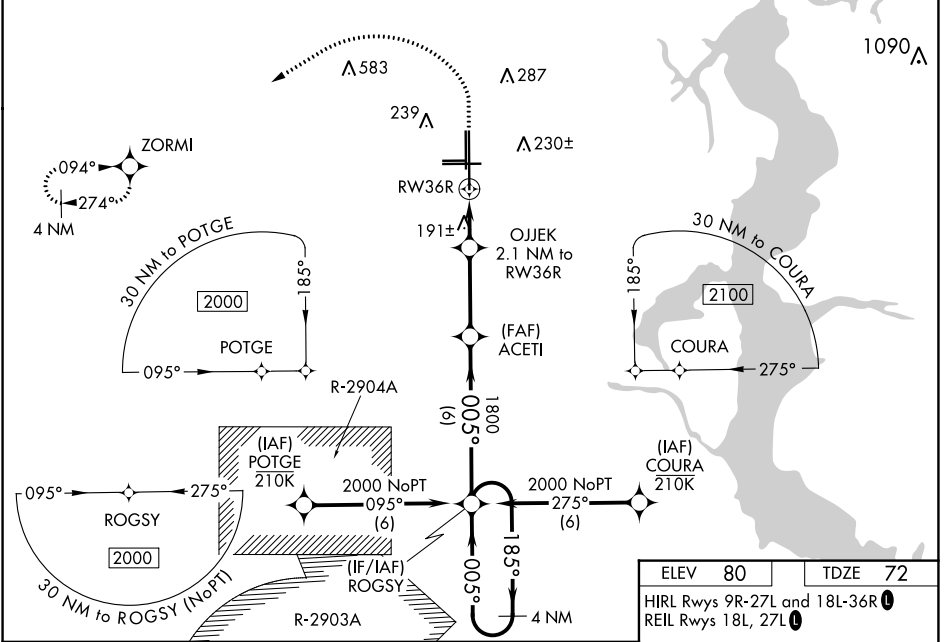 1090
583
287
239
230±
ZORMI
094°
274°
4 NM
RW36R
191±
OJJEK
2.1 NM to
RW36R
30 NM to POTGE
185°
2000
POTGE
095°
30 NM to COURA
185°
2100
COURA
275°
(FAF)
ACETI
R-2904A
1800
005°
(6)
(IAF)
POTGE
210K
2000 NoPT
095°
(6)
(IAF)
COURA
210K
2000 NoPT
275°
(6)
095°
275°
ROGSY
2000
30 NM to ROGSY (NoPT)
(IF/IAF)
ROGSY
005°
185°
4 NM
R-2903A
ELEV 80
TDZE 72
HIRL Rwys 9R-27L and 18L-36R L
REIL Rwys 18L, 27L L